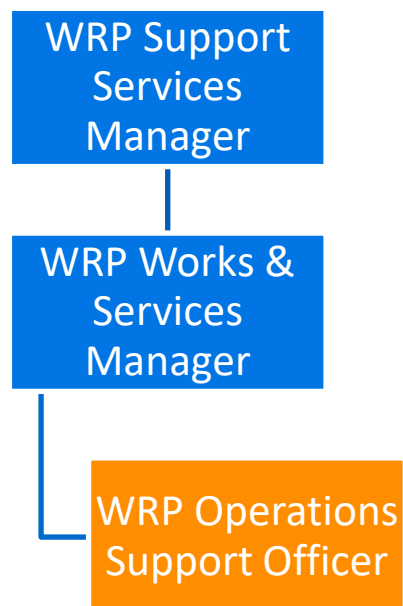 WRP Support
Services
Manager
WRP Works &
Services
Manager
WRP Operations
Support Officer